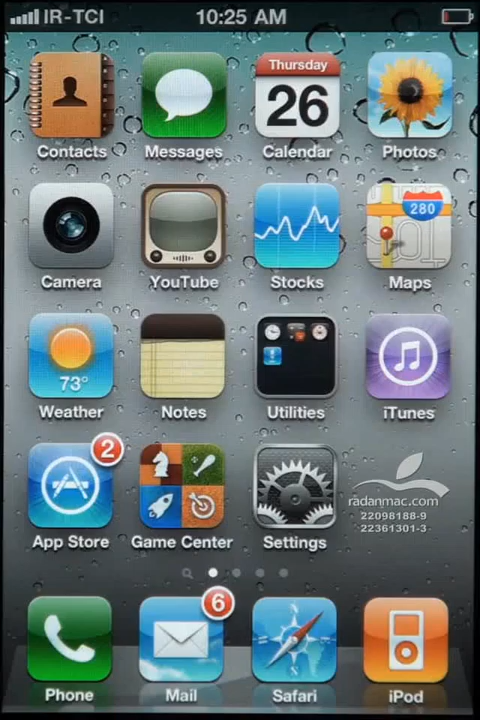 IR-TCI 10:25 AM
Thursday
26
Contacts Messages Calendar Photos
280
Camera YouTube Stocks Maps
73°
Weather Notes Utilities iTunes
2
radanmac.com
22098188-9
22361301-3
App Store Game Center Settings
6
Phone Mail Safari iPod